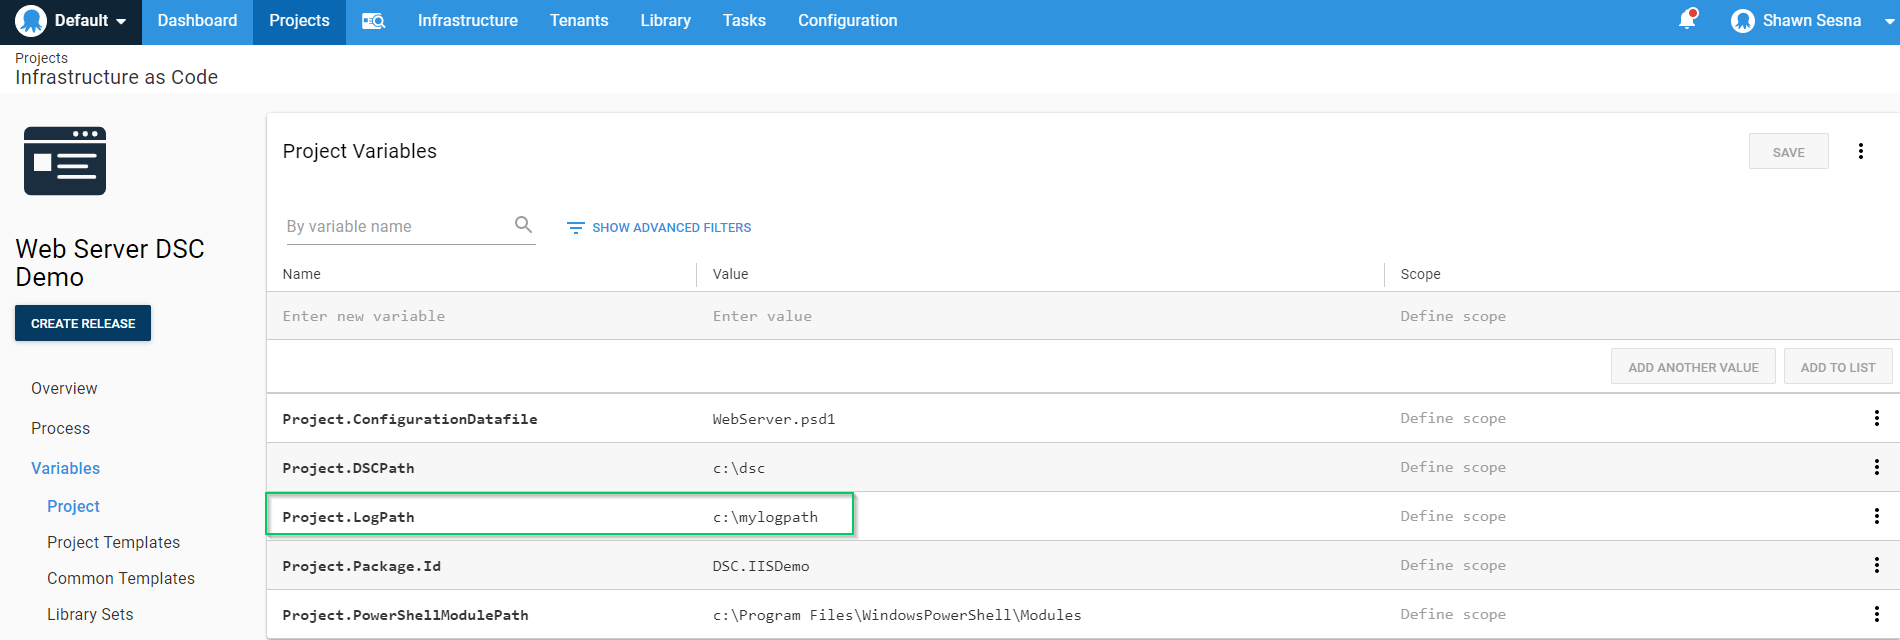 Default Dashboard Projects Infrastructure Tenants Library Tasks Configuration Shawn Sesna
Projects
Infrastructure as Code
Web Server DSC
Demo
CREATE RELEASE
Overview
Process
Variables
Project
Project Templates
Common Templates
Library Sets
Project Variables
SAVE
By variable name SHOW ADVANCED FILTERS
Name Value Scope
Enter new variable Enter value Define scope
ADD ANOTHER VALUE ADD TO LIST
Project.ConfigurationDatafile WebServer.psd1 Define scope
Project.DSCPath c:\dsc Define scope
Project.LogPath c:\mylogpath Define scope
Project.Package.Id DSC.IISDemo Define scope
Project.PowerShellModulePath c:\Program Files\WindowsPowerShell\Modules Define scope